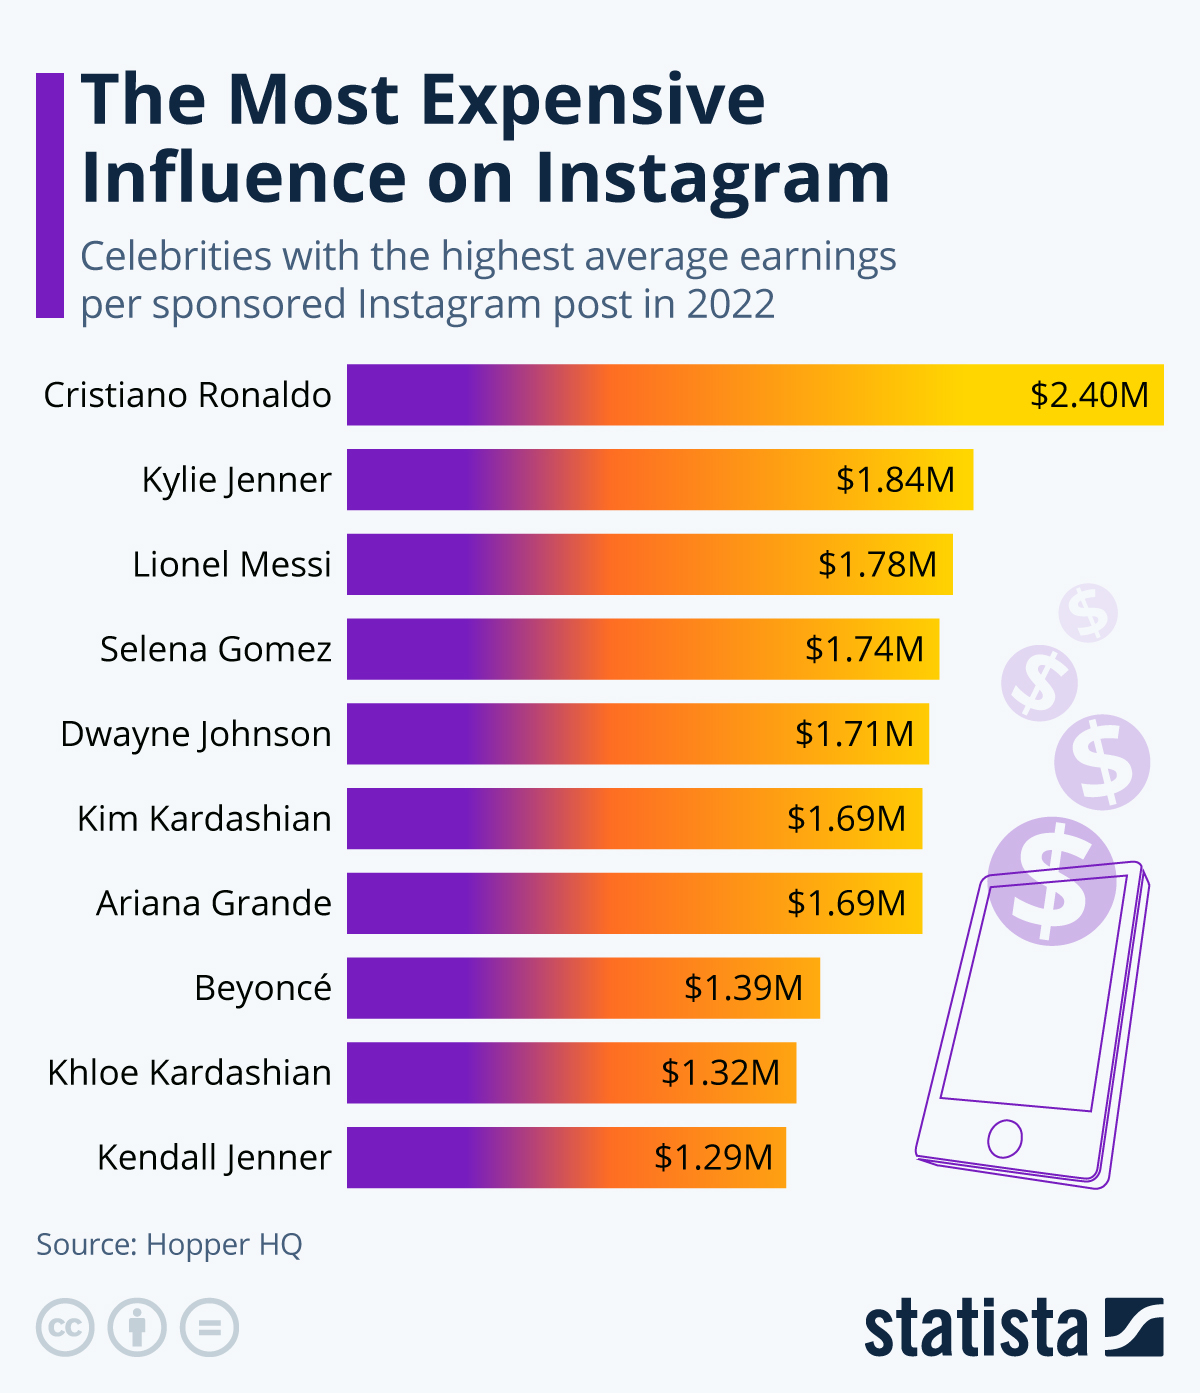 The Most Expensive
Influence on Instagram
Celebrities with the highest average earnings
per sponsored Instagram post in 2022
Cristiano Ronaldo $2.40M
Kylie Jenner $1.84M
Lionel Messi $1.78M
Selena Gomez $1.74M
Dwayne Johnson $1.71M
Kim Kardashian $1.69M
Ariana Grande $1.69M
Beyoncé $1.39M
Khloe Kardashian $1.32M
Kendall Jenner $1.29M
$
$
$
$
Source: Hopper HQ
cc =
statista